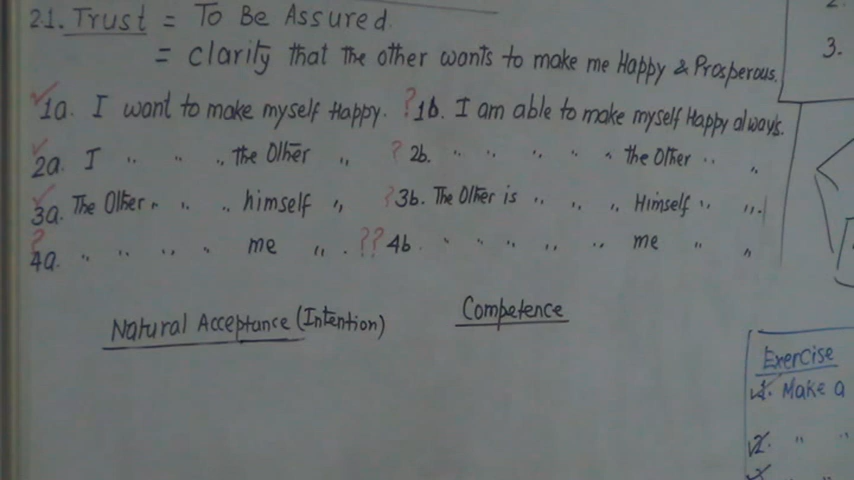 21. Trust = To Be Assured.
= clarity that the other wants to make me Happy & Prosperous.
✓1a. I want to make myself Happy. ?1b. I am able to make myself Happy always.
✓2a. I " " " the Other " ? 2b. " " " " " the Other " "
✓3a. The Other " " " himself " ?3b. The Other is " " " Himself " ".
?4a. " " " " me " . ??4b. " " " " " me " "
Natural Acceptance (Intention)
Competence
2.
3.
Exercise
✓1. Make a
✓2. " "